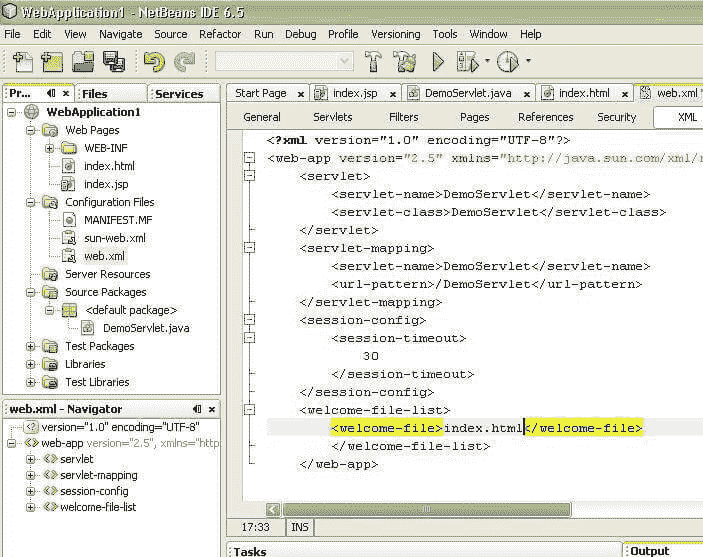 WebApplication1 - NetBeans IDE 6.5
File Edit View Navigate Source Refactor Run Debug Profile Versioning Tools Window Help
Pr... Files Services
WebApplication1
Web Pages
WEB-INF
index.html
index.jsp
Configuration Files
MANIFEST.MF
sun-web.xml
web.xml
Server Resources
Source Packages
<default package>
DemoServlet.java
Test Packages
Libraries
Test Libraries
web.xml - Navigator
version="1.0" encoding="UTF-8"
web-app version="2.5", xmlns="http:
servlet
servlet-mapping
session-config
welcome-file-list
Start Page index.jsp DemoServlet.java index.html web.xml
General Servlets Filters Pages References Security XML
<?xml version="1.0" encoding="UTF-8"?>
<web-app version="2.5" xmlns="http://java.sun.com/xml/
<servlet>
<servlet-name>DemoServlet</servlet-name>
<servlet-class>DemoServlet</servlet-class>
</servlet>
<servlet-mapping>
<servlet-name>DemoServlet</servlet-name>
<url-pattern>/DemoServlet</url-pattern>
</servlet-mapping>
<session-config>
<session-timeout>
30
</session-timeout>
</session-config>
<welcome-file-list>
<welcome-file>index.html</welcome-file>
</welcome-file-list>
</web-app>
17:33 INS
Tasks Output